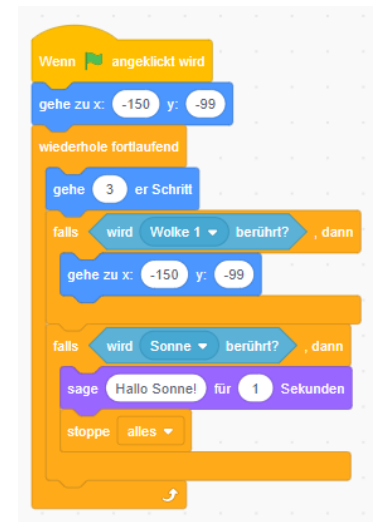 Wenn angeklickt wird
gehe zu x: -150 y: -99
wiederhole fortlaufend
gehe 3 er Schritt
falls wird Wolke 1 berührt? , dann
gehe zu x: -150 y: -99
falls wird Sonne berührt? , dann
sage Hallo Sonne! für 1 Sekunden
stoppe alles